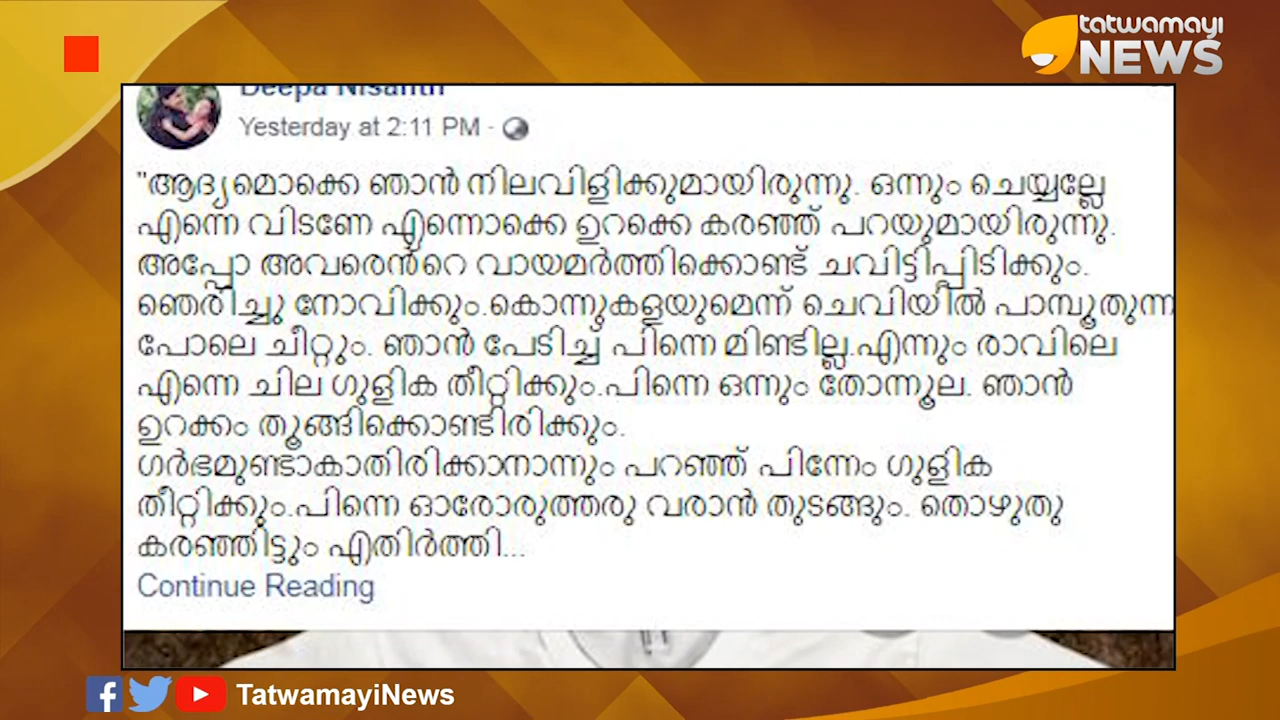 tatwamayi
NEWS
Deepa Nisanth
Yesterday at 2:11 PM ·
"ആദ്യമൊക്കെ ഞാൻ നിലവിളിക്കുമായിരുന്നു. ഒന്നും ചെയ്യല്ലേ
എന്നെ വിടണേ എന്നൊക്കെ ഉറക്കെ കരഞ്ഞ് പറയുമായിരുന്നു.
അപ്പോ അവരെൻറെ വായമർത്തിക്കൊണ്ട് ചവിട്ടിപ്പിടിക്കും.
ഞെരിച്ചു നോവിക്കും.കൊന്നുകളയുമെന്ന് ചെവിയിൽ പാമ്പൂതുന്ന
പോലെ ചീറ്റും. ഞാൻ പേടിച്ച് പിന്നെ മിണ്ടില്ല.എന്നും രാവിലെ
എന്നെ ചില ഗുളിക തീറ്റിക്കും.പിന്നെ ഒന്നും തോന്നൂല. ഞാൻ
ഉറക്കം തൂങ്ങിക്കൊണ്ടിരിക്കും.
ഗർഭമുണ്ടാകാതിരിക്കാനാന്നും പറഞ്ഞ് പിന്നേം ഗുളിക
തീറ്റിക്കും.പിന്നെ ഓരോരുത്തരു വരാൻ തുടങ്ങും. തൊഴുതു
കരഞ്ഞിട്ടും എതിർത്തി...
Continue Reading
TatwamayiNews